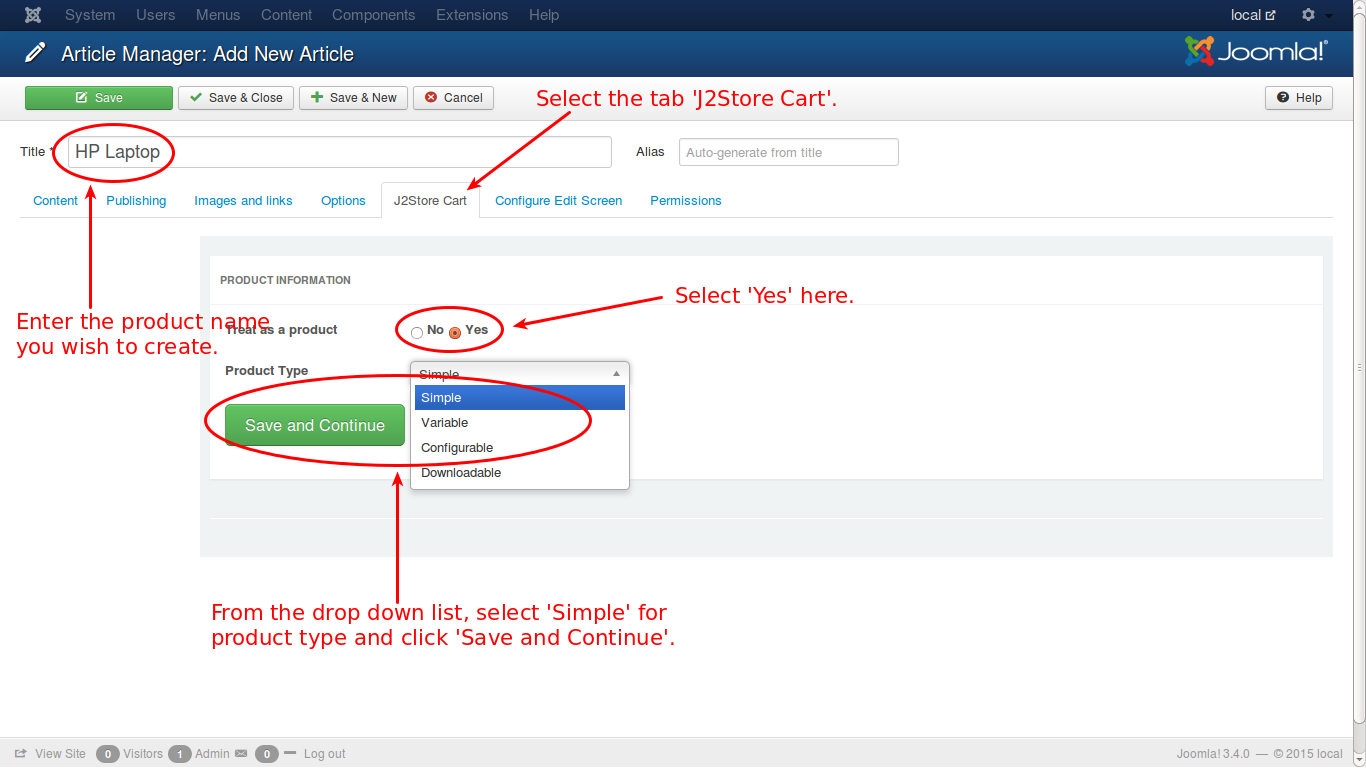 System Users Menus Content Components Extensions Help local
Article Manager: Add New Article Joomla!®
Save Save & Close Save & New Cancel Select the tab 'J2Store Cart'. Help
Title * HP Laptop Alias Auto-generate from title
Content Publishing Images and links Options J2Store Cart Configure Edit Screen Permissions
PRODUCT INFORMATION
Select 'Yes' here.
Enter the product name
you wish to create.
Treat as a product No Yes
Product Type Simple
Simple
Save and Continue
Variable
Configurable
Downloadable
From the drop down list, select 'Simple' for
product type and click 'Save and Continue'.
View Site 0 Visitors 1 Admin 0 Log out Joomla! 3.4.0 — © 2015 local